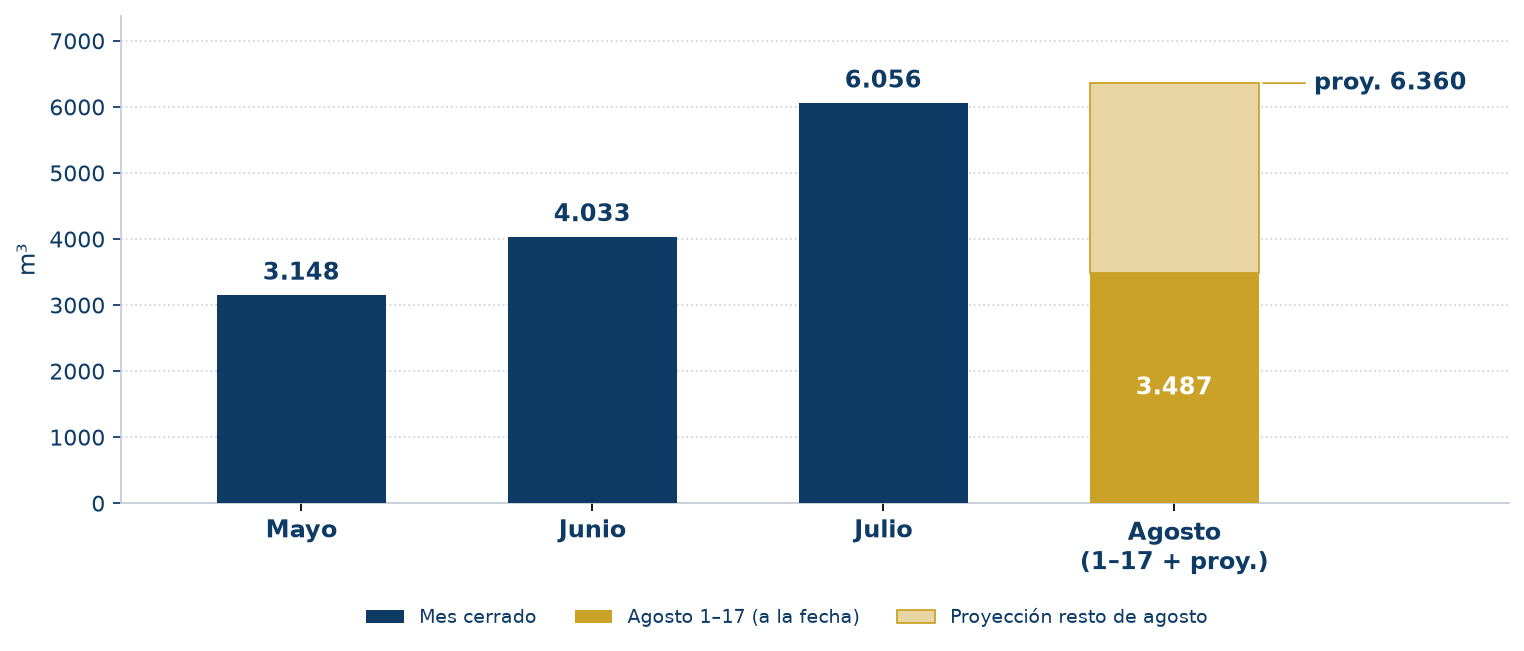 7000
6000
5000
4000
3000
2000
1000
0
m³
3.148
4.033
6.056
3.487
proy. 6.360
Mayo
Junio
Julio
Agosto
(1–17 + proy.)
Mes cerrado
Agosto 1–17 (a la fecha)
Proyección resto de agosto